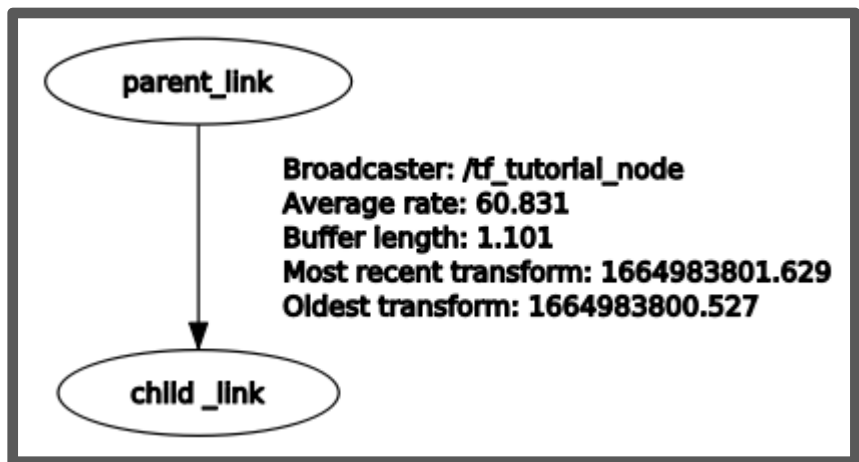 parent_link
Broadcaster: /tf_tutorial_node
Average rate: 60.831
Buffer length: 1.101
Most recent transform: 1664983801.629
Oldest transform: 1664983800.527
child _link